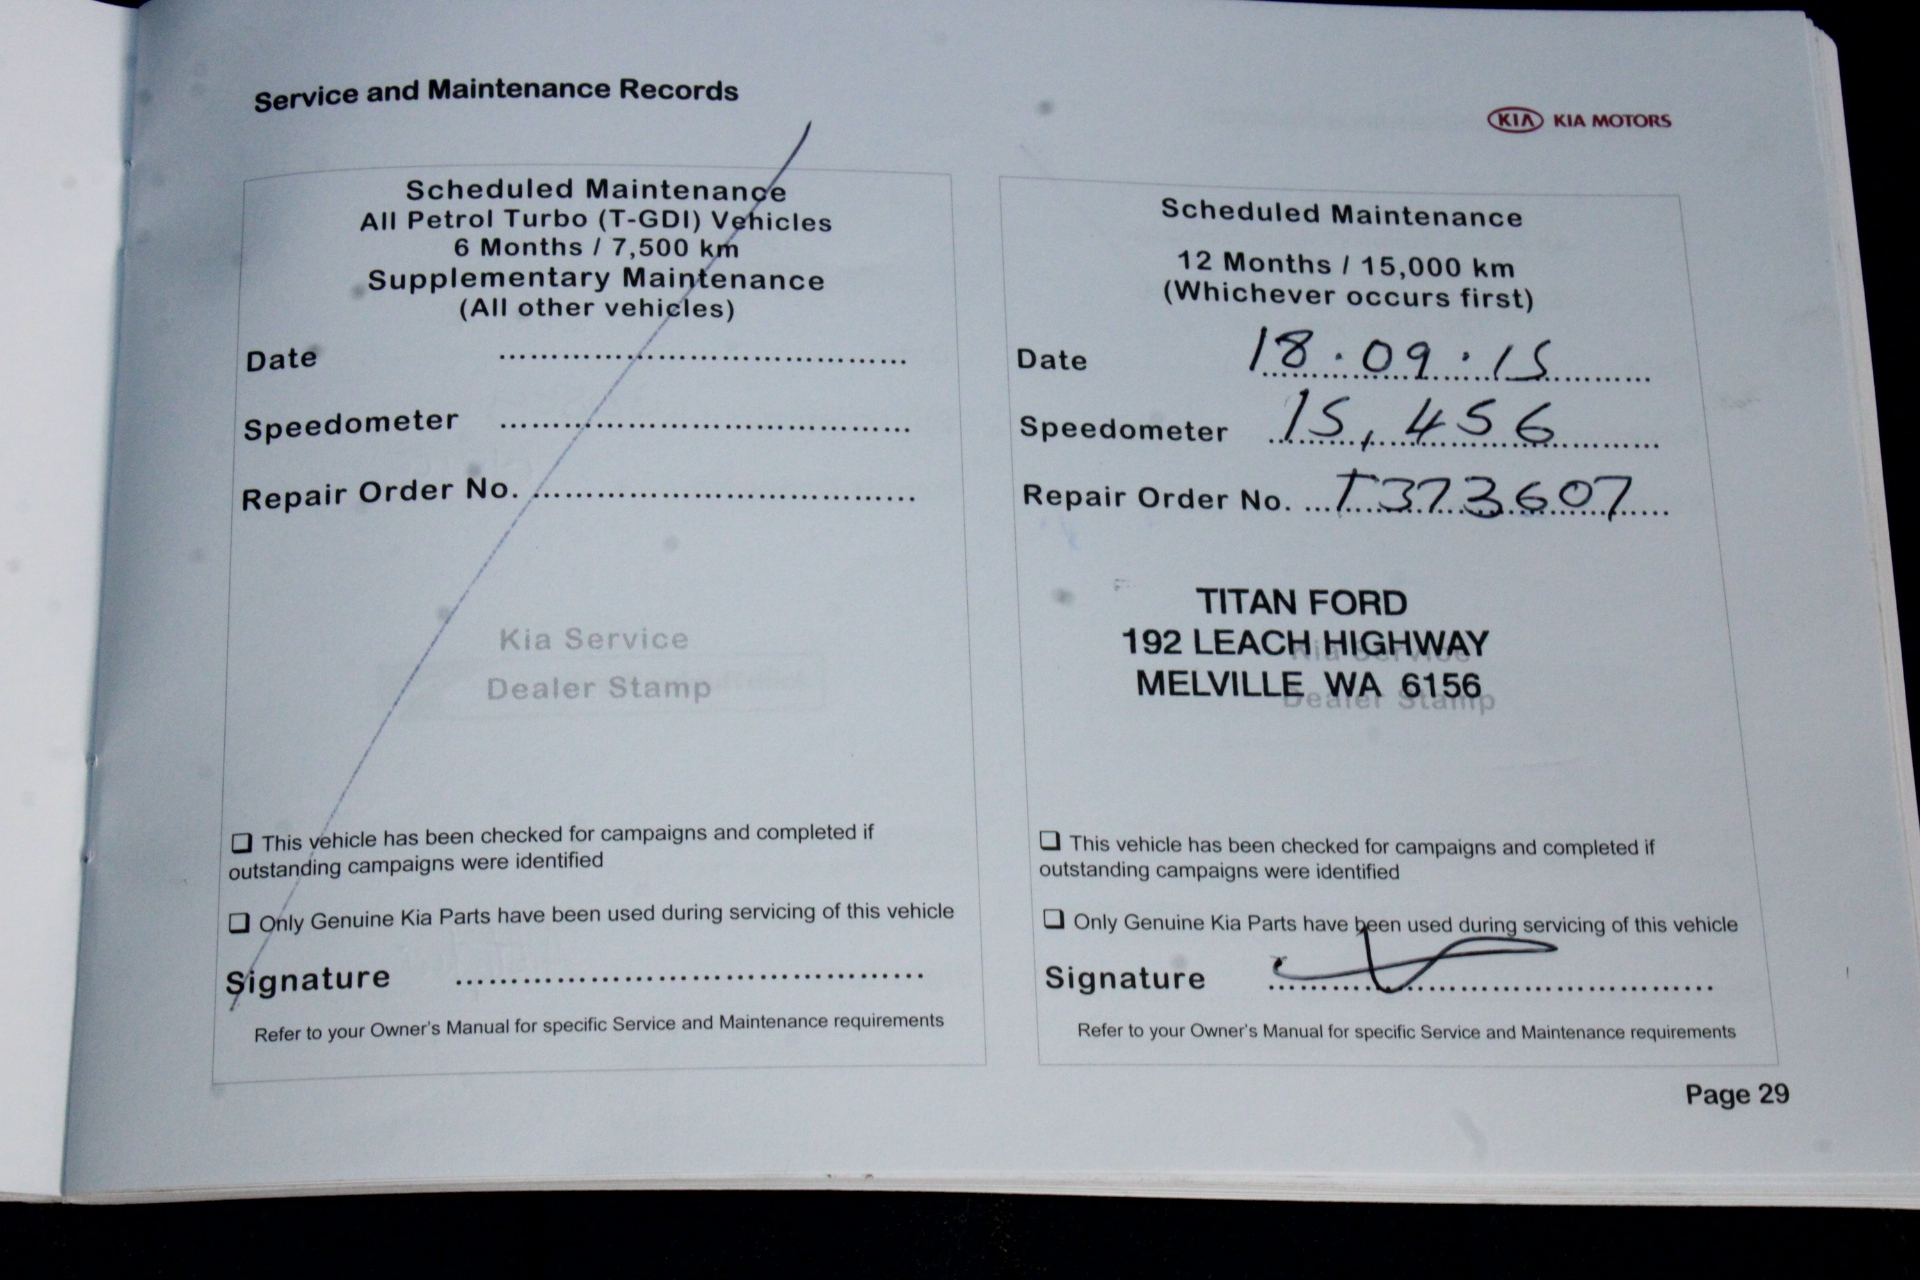 Service and Maintenance Records
KIA KIA MOTORS
Scheduled Maintenance
All Petrol Turbo (T-GDI) Vehicles
6 Months / 7,500 km
Supplementary Maintenance
(All other vehicles)
Date ........................................
Speedometer ........................................
Repair Order No. ........................................
Kia Service
Dealer Stamp
❑ This vehicle has been checked for campaigns and completed if
outstanding campaigns were identified
❑ Only Genuine Kia Parts have been used during servicing of this vehicle
Signature ........................................
Refer to your Owner's Manual for specific Service and Maintenance requirements
Scheduled Maintenance
12 Months / 15,000 km
(Whichever occurs first)
Date 18.09.15
Speedometer 15,456
Repair Order No. T373607
TITAN FORD
192 LEACH HIGHWAY
Kia Service
MELVILLE WA 6156
Dealer Stamp
❑ This vehicle has been checked for campaigns and completed if
outstanding campaigns were identified
❑ Only Genuine Kia Parts have been used during servicing of this vehicle
Signature ........................................
Refer to your Owner's Manual for specific Service and Maintenance requirements
Page 29